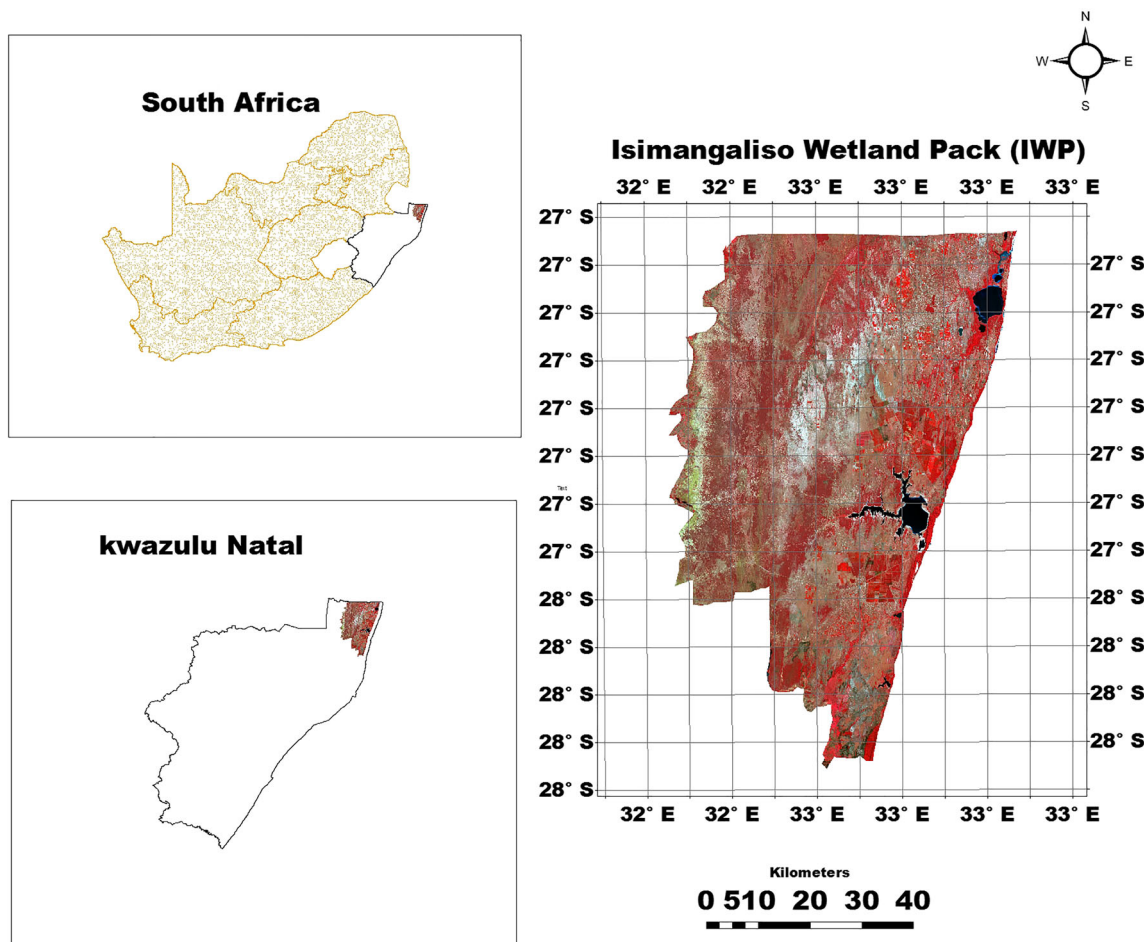 N
W E
S
South Africa
Isimangaliso Wetland Pack (IWP)
32° E 32° E 33° E 33° E 33° E 33° E
27° S
27° S 27° S
27° S 27° S
27° S 27° S
27° S 27° S
27° S 27° S
Text
27° S 27° S
27° S 27° S
28° S 28° S
28° S 28° S
28° S 28° S
28° S 28° S
28° S
32° E 32° E 33° E 33° E 33° E 33° E
kwazulu Natal
Kilometers
0 510 20 30 40